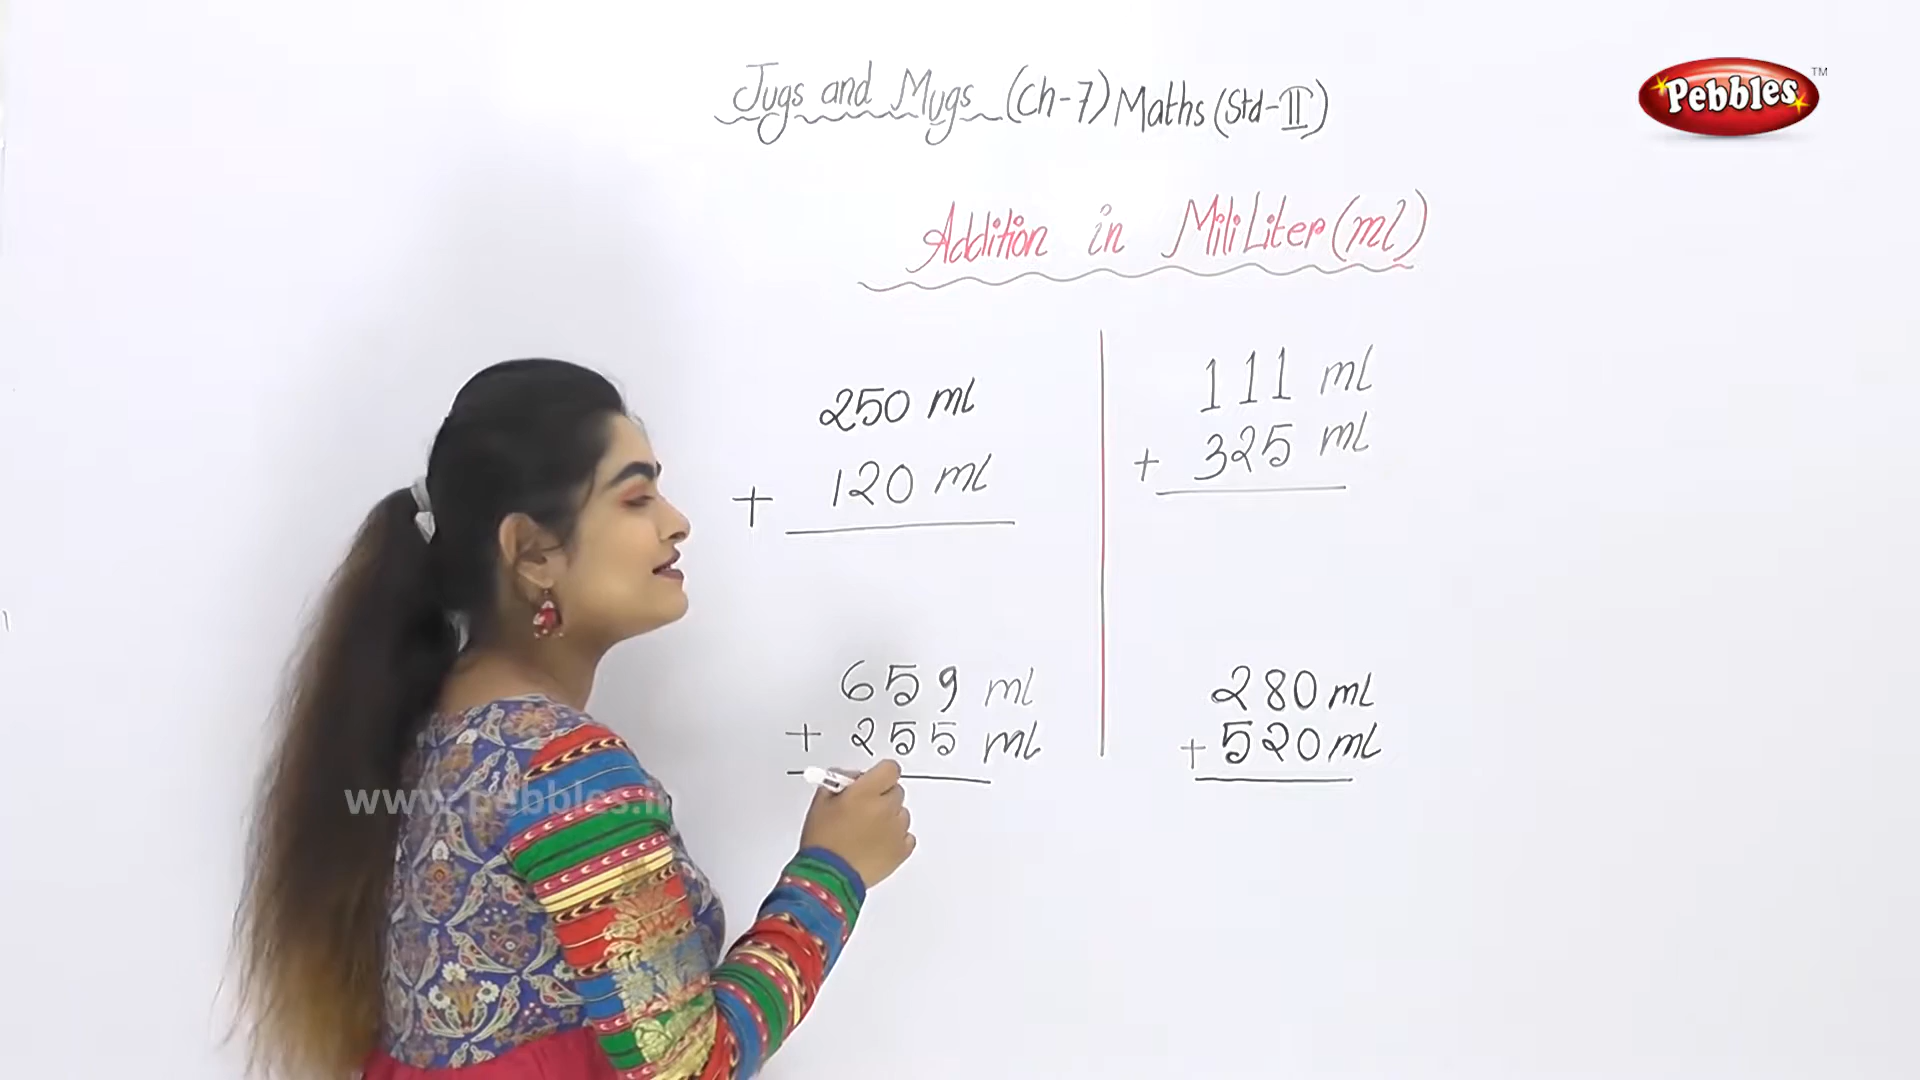 Jugs and Mugs (Ch-7) Maths (Std-II)
Pebbles TM
Addition in MiliLiter (ml)
250 ml
+ 120 ml
111 ml
+ 325 ml
659 ml
+ 255 ml
280 ml
+ 520 ml
www.pebbles.i